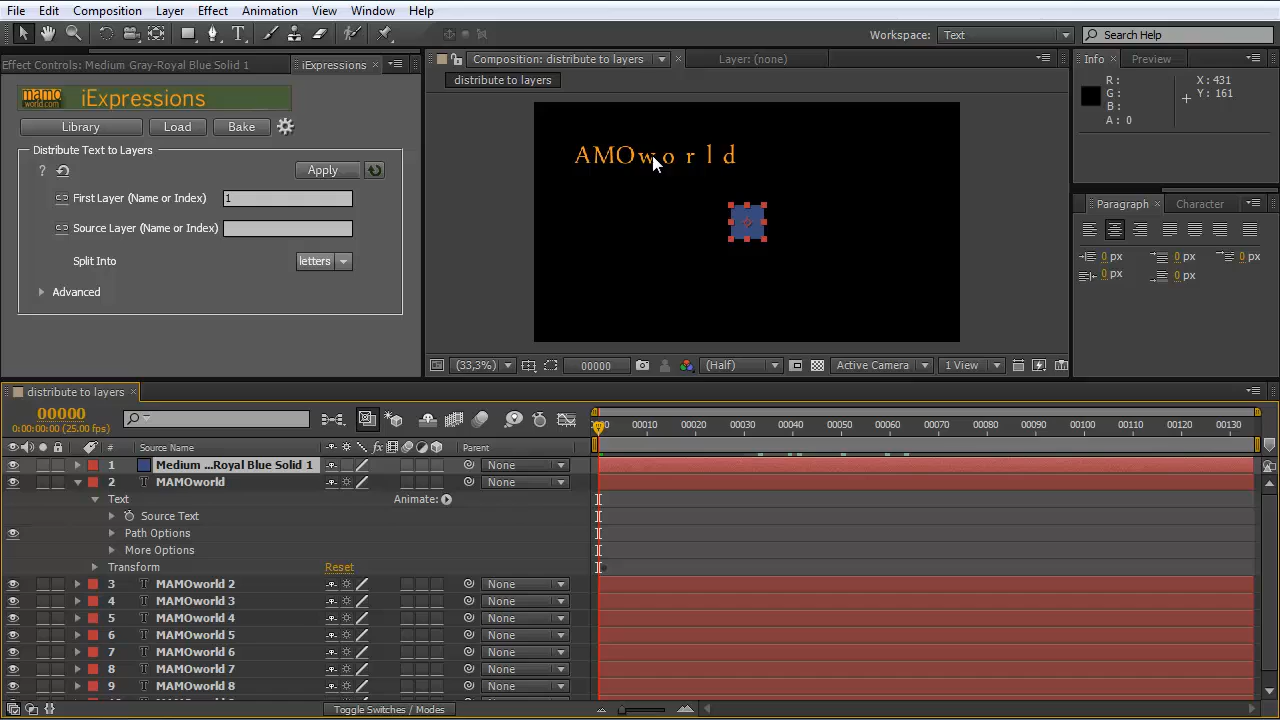 File Edit Composition Layer Effect Animation View Window Help
Workspace: Text Search Help
Effect Controls: Medium Gray-Royal Blue Solid 1 iExpressions
Composition: distribute to layers Layer: (none)
Info Preview
distribute to layers
R:
G:
B:
A: 0
X: 431
Y: 161
mamo world.com iExpressions
Library Load Bake
Distribute Text to Layers
? Apply
First Layer (Name or Index) 1
Source Layer (Name or Index)
Split Into letters
Advanced
AMOworld
Paragraph Character
0 px 0 px 0 px
0 px 0 px
(33,3%) 00000 (Half) Active Camera 1 View
distribute to layers
00000
0:00:00:00 (25.00 fps)
00010 00020 00030 00040 00050 00060 00070 00080 00090 00100 00110 00120 00130
# Source Name fx Parent
1 Medium ...Royal Blue Solid 1 None
2 T MAMOworld None
Text Animate:
Source Text
Path Options
More Options
Transform Reset
3 T MAMOworld 2 None
4 T MAMOworld 3 None
5 T MAMOworld 4 None
6 T MAMOworld 5 None
7 T MAMOworld 6 None
8 T MAMOworld 7 None
9 T MAMOworld 8 None
Toggle Switches / Modes